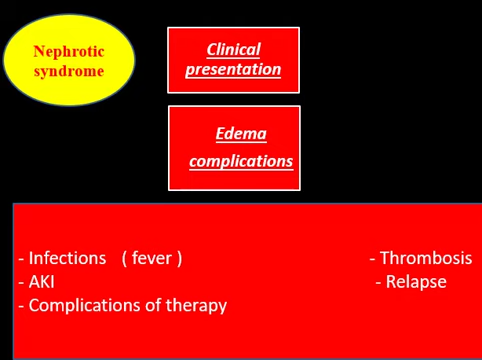 Nephrotic
syndrome
Clinical
presentation
Edema
complications
- Infections ( fever )
- Thrombosis
- AKI
- Relapse
- Complications of therapy